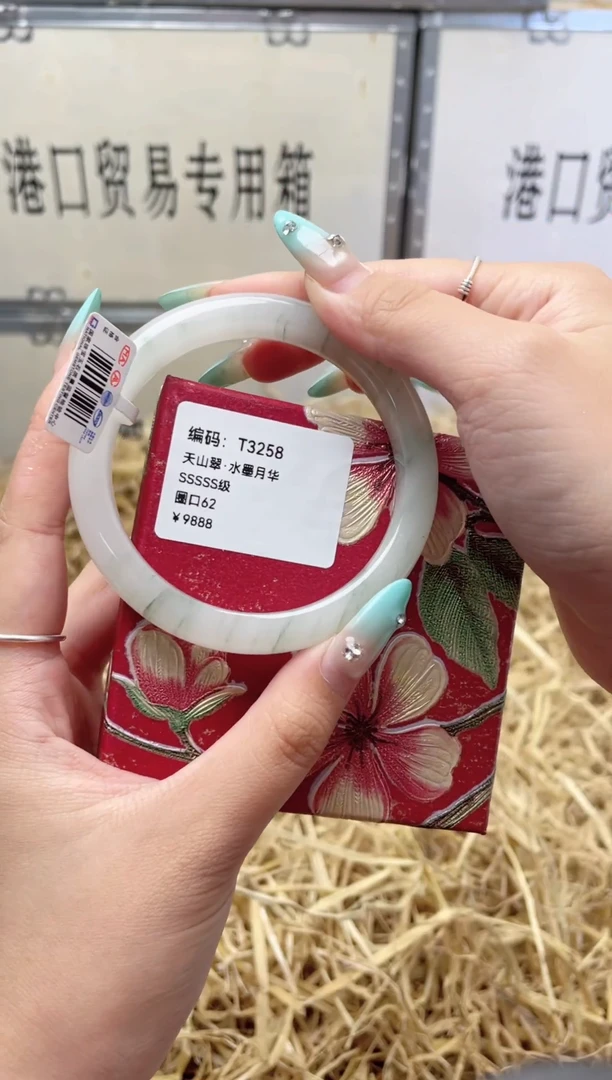 港口贸易专用箱
港口贸
编码：T3258
天山翠·水墨月华
SSSSS级
圈口62
￥9888